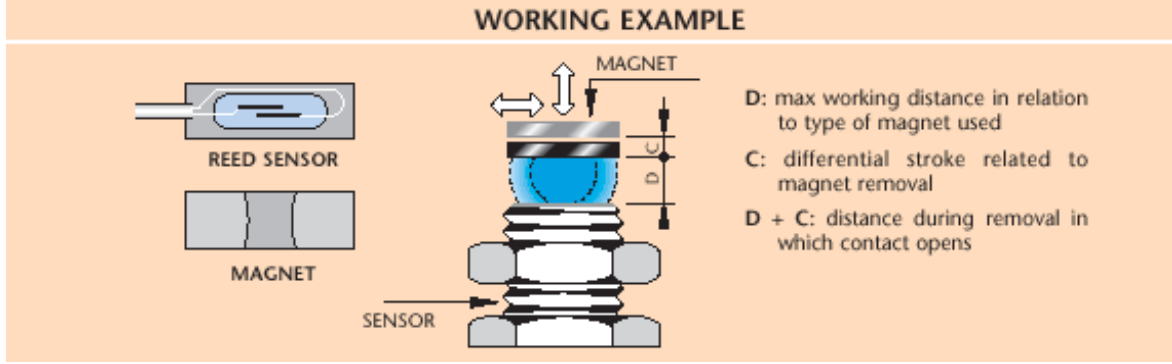 WORKING EXAMPLE
REED SENSOR
MAGNET
MAGNET
C
D
SENSOR
D: max working distance in relation
to type of magnet used
C: differential stroke related to
magnet removal
D + C: distance during removal in
which contact opens